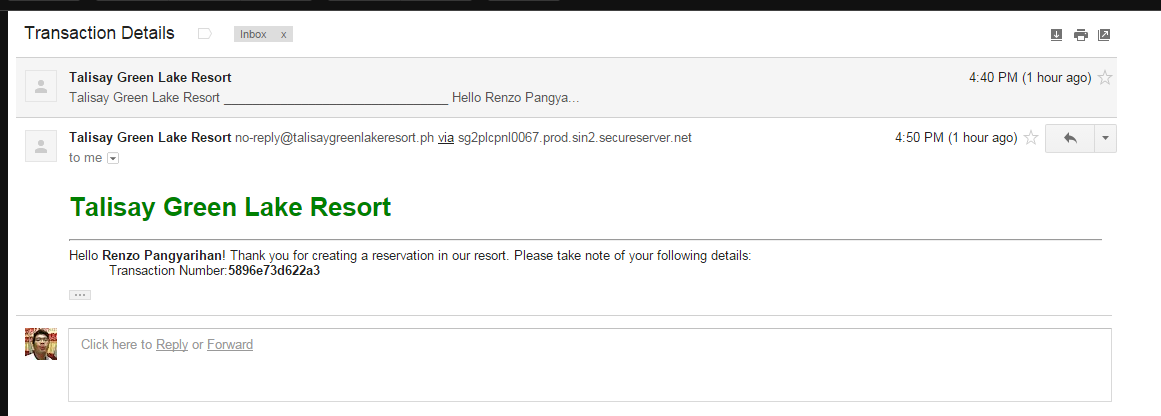 Transaction Details Inbox x
Talisay Green Lake Resort 4:40 PM (1 hour ago)
Talisay Green Lake Resort _______________________________ Hello Renzo Pangya...
Talisay Green Lake Resort no-reply@talisaygreenlakeresort.ph via sg2plcpnl0067.prod.sin2.secureserver.net 4:50 PM (1 hour ago)
to me
Talisay Green Lake Resort
Hello Renzo Pangyarihan! Thank you for creating a reservation in our resort. Please take note of your following details:
Transaction Number:5896e73d622a3
Click here to Reply or Forward